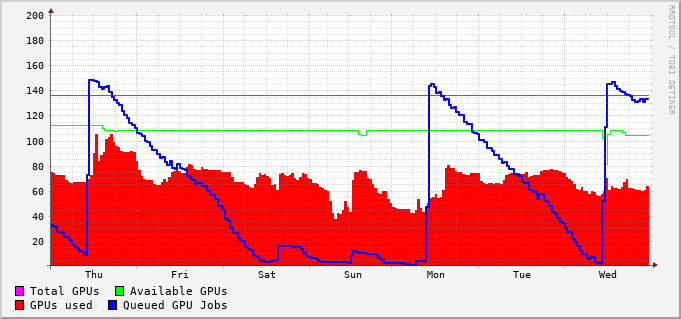 200
180
160
140
120
100
80
60
40
20
Thu Fri Sat Sun Mon Tue Wed
Total GPUs Available GPUs
GPUs used Queued GPU Jobs
RRDTOOL / TOBI OETIKER